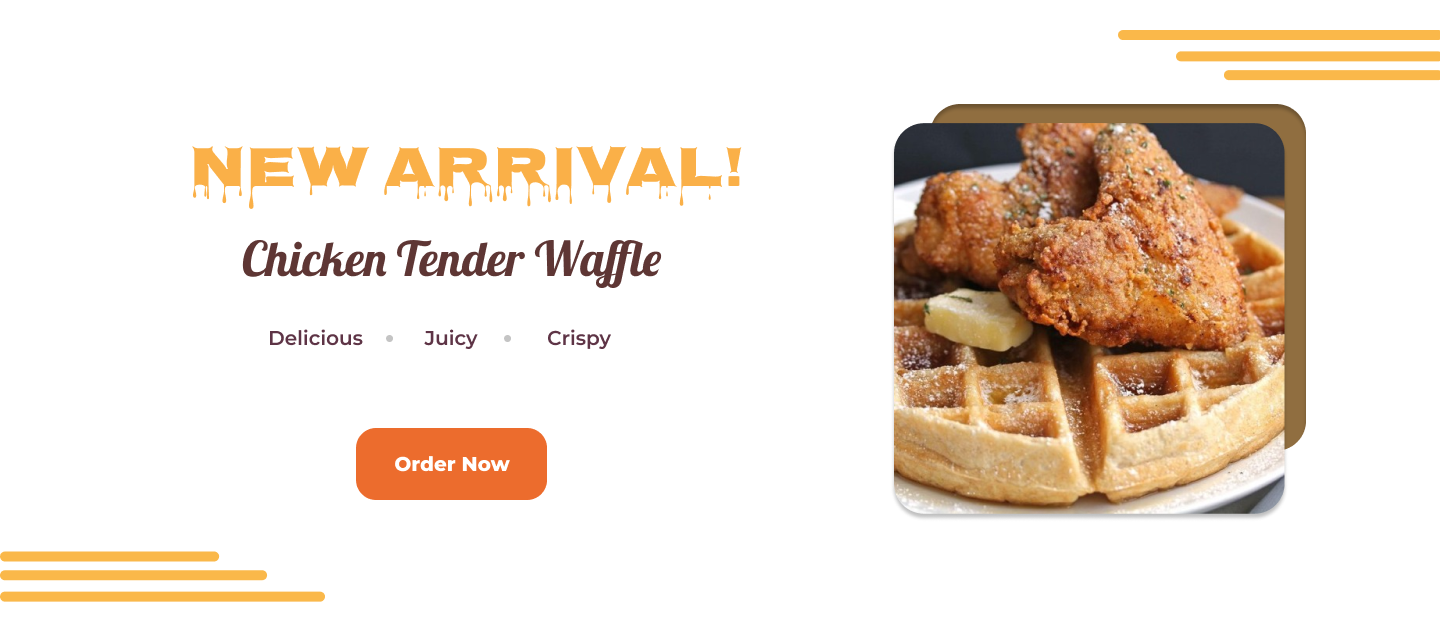 NEW ARRIVAL!
Chicken Tender Waffle
Delicious • Juicy • Crispy
Order Now